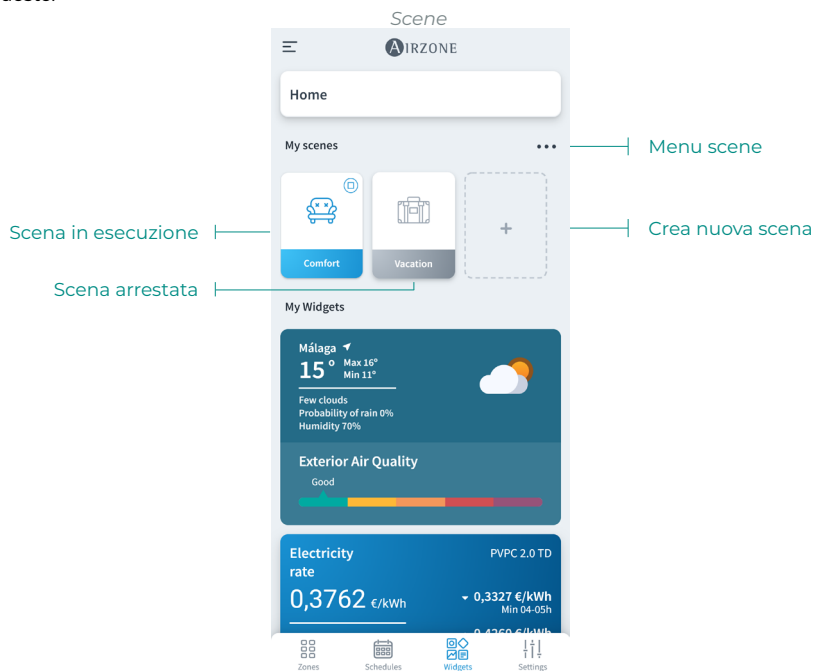 Scene
AIRZONE
Home
My scenes
Menu scene
Scena in esecuzione
Crea nuova scena
Comfort
Vacation
Scena arrestata
My Widgets
Málaga
15° Max 16°
Min 11°
Few clouds
Probability of rain 0%
Humidity 70%
Exterior Air Quality
Good
Electricity
rate
PVPC 2.0 TD
0,3762 €/kWh
0,3327 €/kWh
Min 04-05h
Zones
Schedules
Widgets
Settings